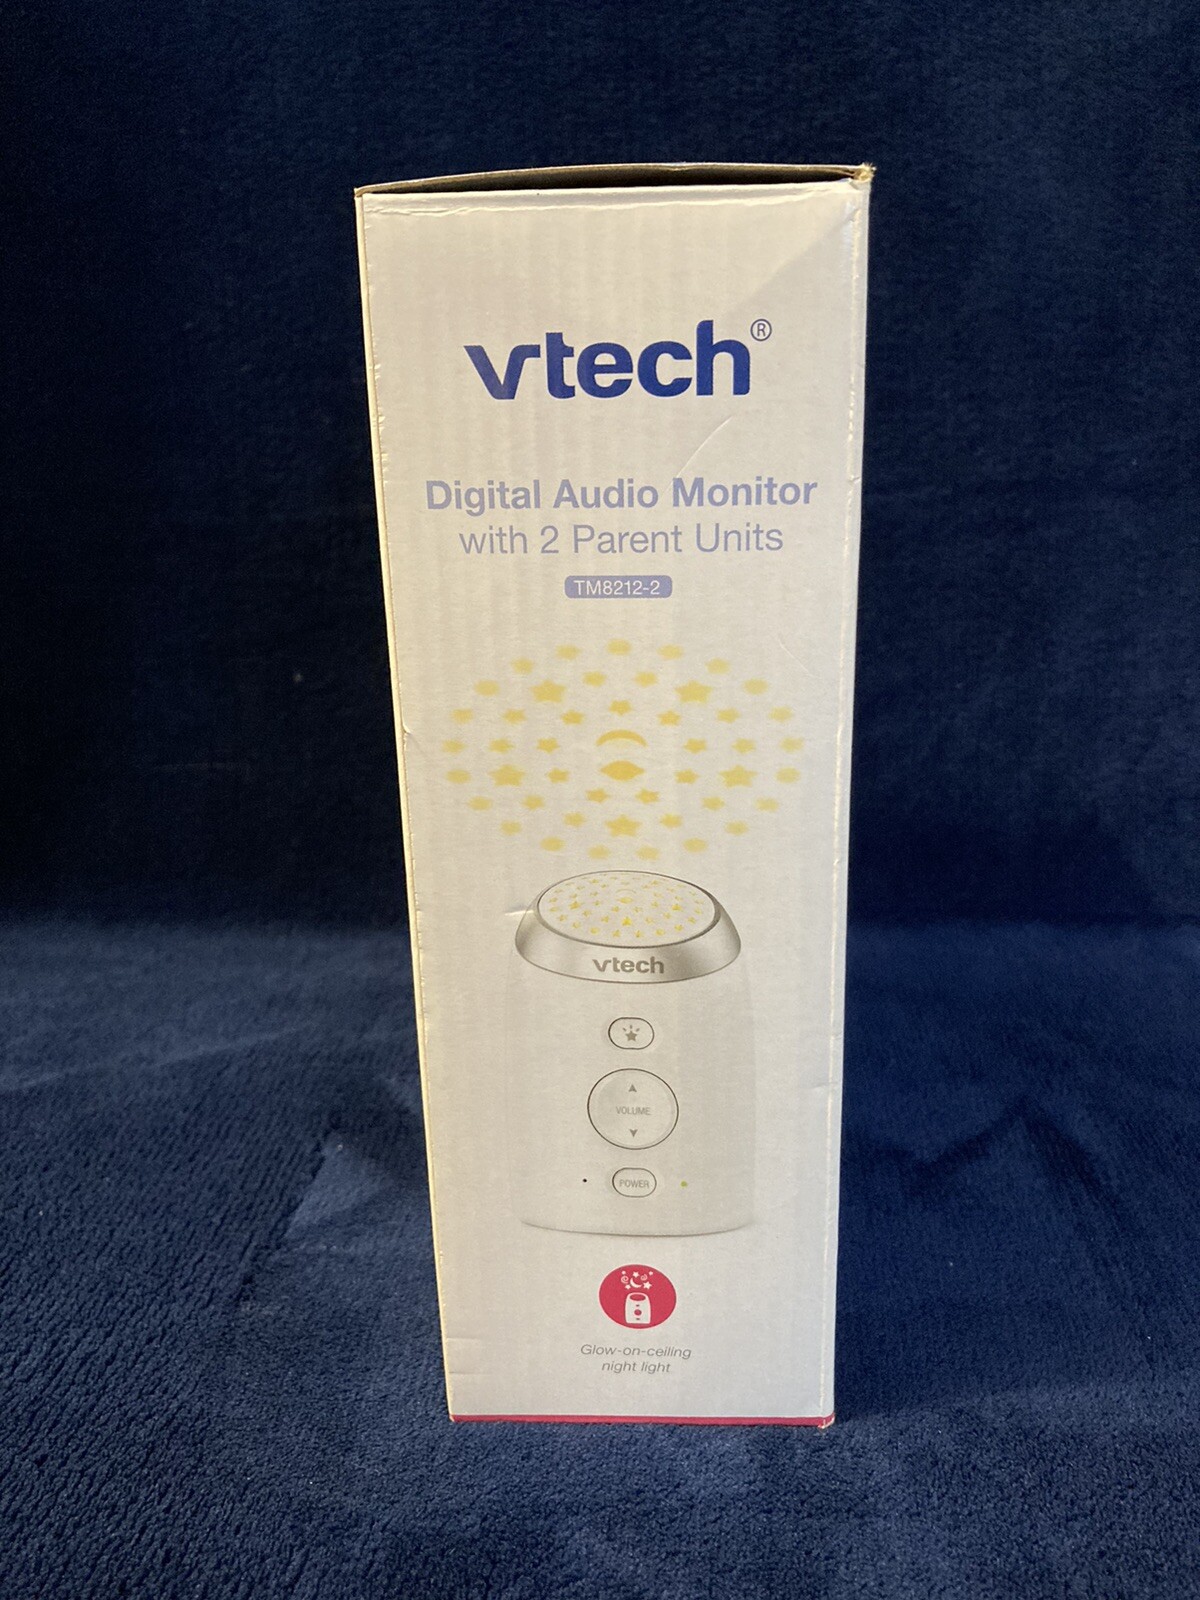 vtech®
Digital Audio Monitor
with 2 Parent Units
TM8212-2
vtech
VOLUME
POWER
Glow-on-ceiling
night light